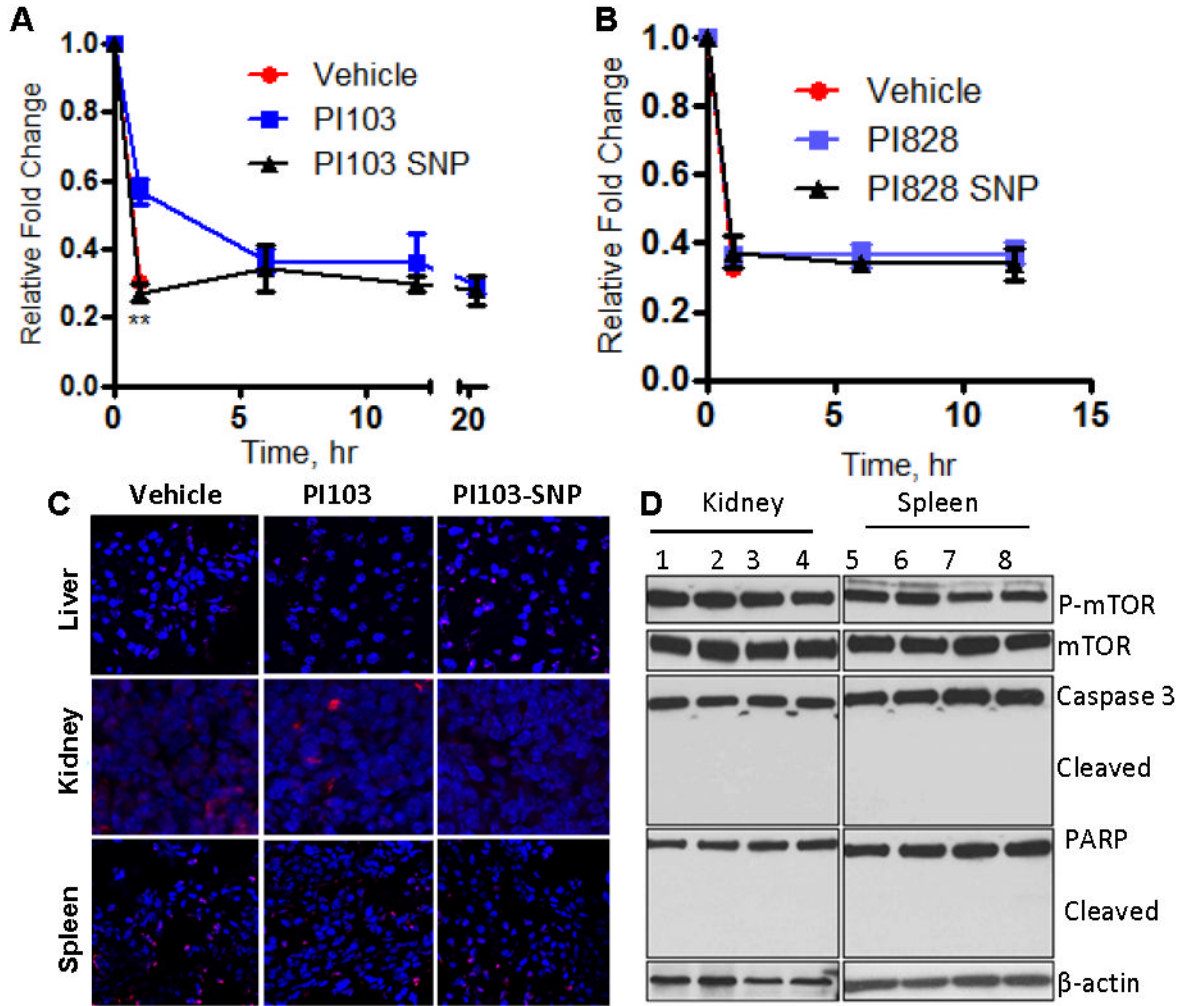 A
Relative Fold Change
1.0
0.8
0.6
0.4
0.2
0.0
Vehicle
PI103
PI103 SNP
**
0 5 10 20
Time, hr
B
Relative Fold Change
1.0
0.8
0.6
0.4
0.2
0.0
Vehicle
PI828
PI828 SNP
0 5 10 15
Time, hr
C
Vehicle PI103 PI103-SNP
Liver
Kidney
Spleen
D
Kidney Spleen
1 2 3 4 5 6 7 8
P-mTOR
mTOR
Caspase 3
Cleaved
PARP
Cleaved
β-actin